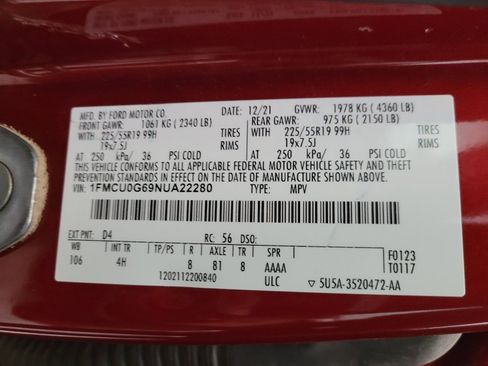 MFD. BY FORD MOTOR CO. 12/21 GVWR: 1978 KG ( 4360 LB)
FRONT GAWR: 1061 KG ( 2340 LB) REAR GAWR: 975 KG ( 2150 LB)
WITH 225/55R19 99H TIRES WITH 225/55R19 99H TIRES
19x7.5J RIMS 19x7.5J RIMS
AT 250 kPa/ 36 PSI COLD AT 250 kPa/ 36 PSI COLD
THIS VEHICLE CONFORMS TO ALL APPLICABLE FEDERAL MOTOR VEHICLE SAFETY AND THEFT
PREVENTION STANDARDS IN EFFECT ON THE DATE OF MANUFACTURE SHOWN ABOVE.
VIN: 1FMCU0G69NUA22280 TYPE: MPV
EXT PNT: D4 RC: 56 DSO: F0123
WB INT TR TP/PS R AXLE TR SPR T0117
106 4H 8 81 8 AAAA
1202112200840 ULC ▽ 5U5A-3520472-AA